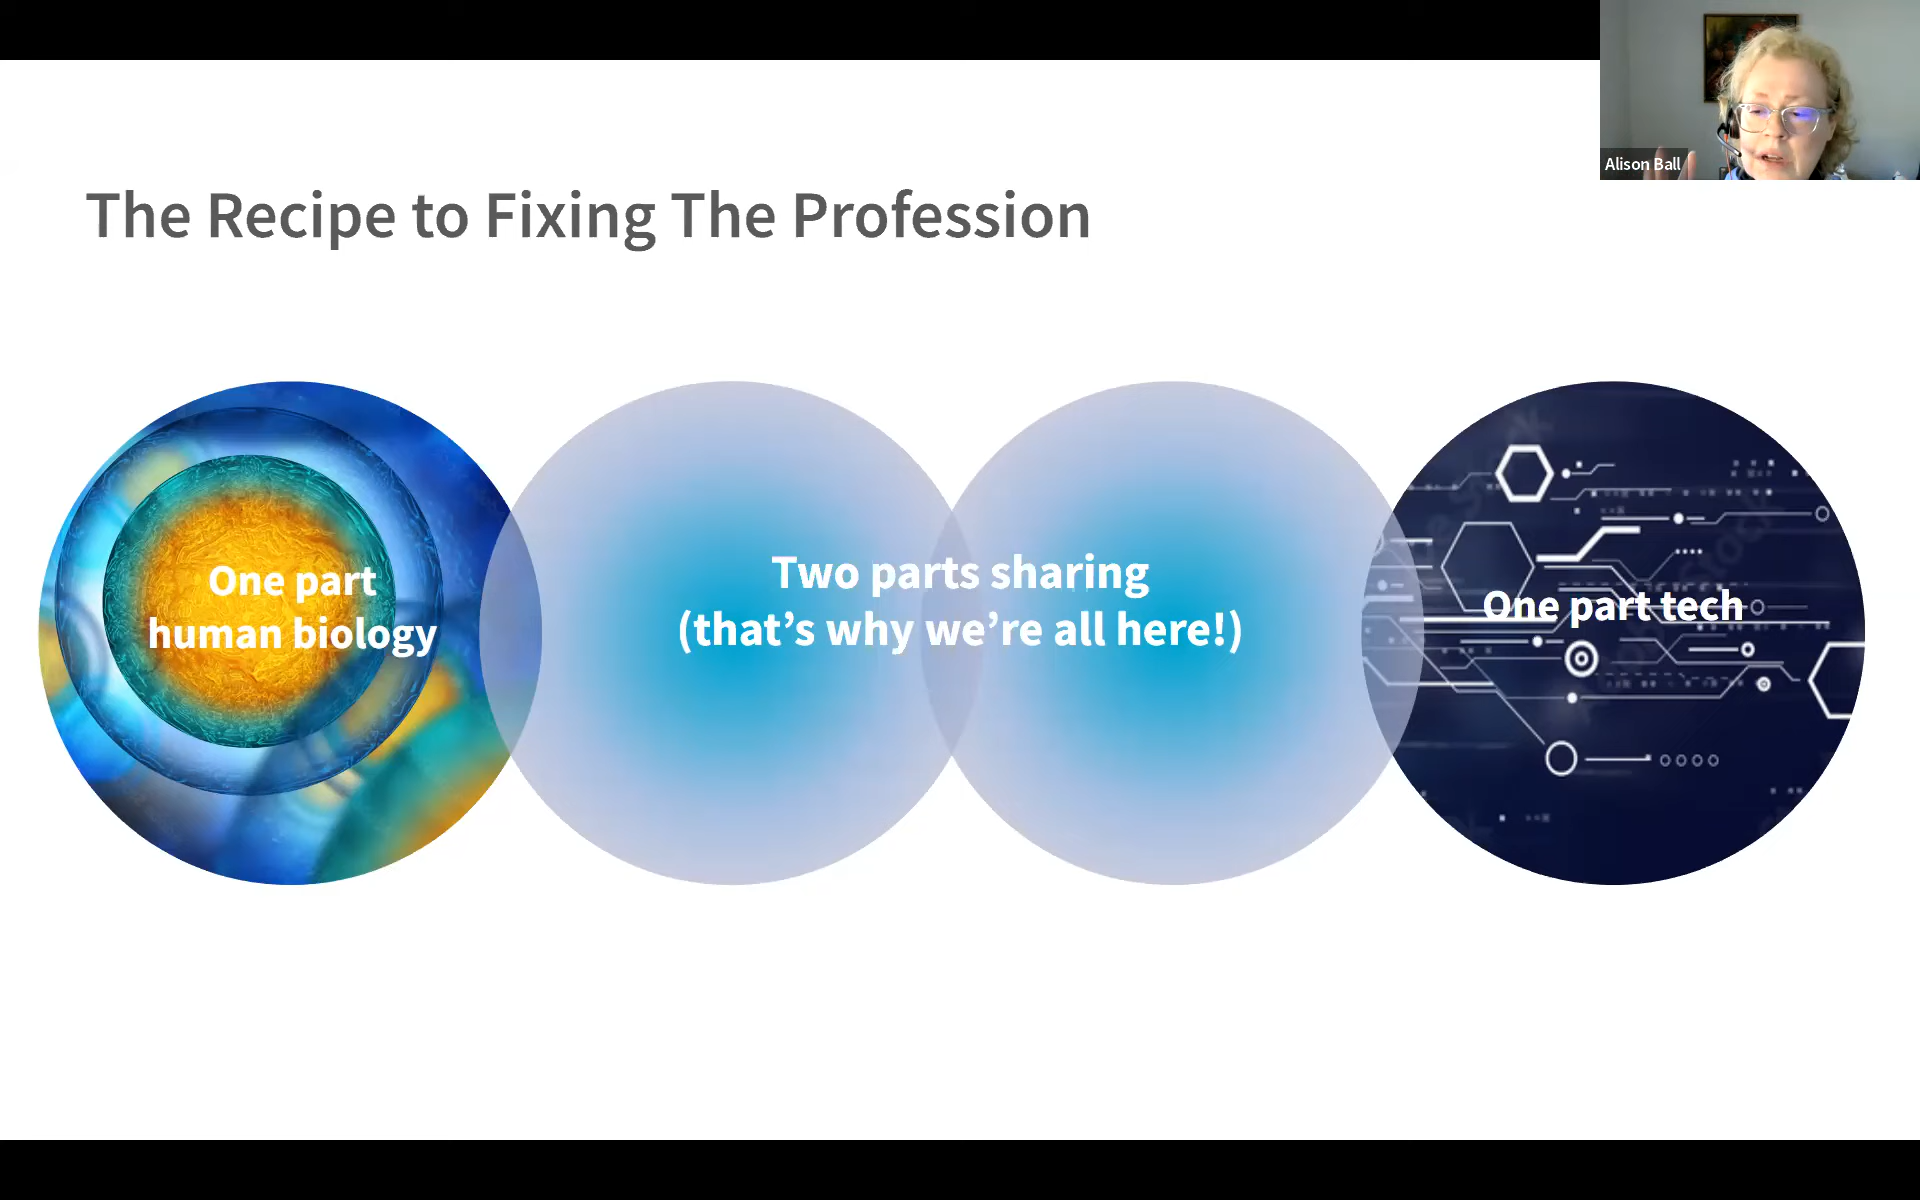 Alison Ball
The Recipe to Fixing The Profession
One part
human biology
Two parts sharing
(that’s why we’re all here!)
One part tech